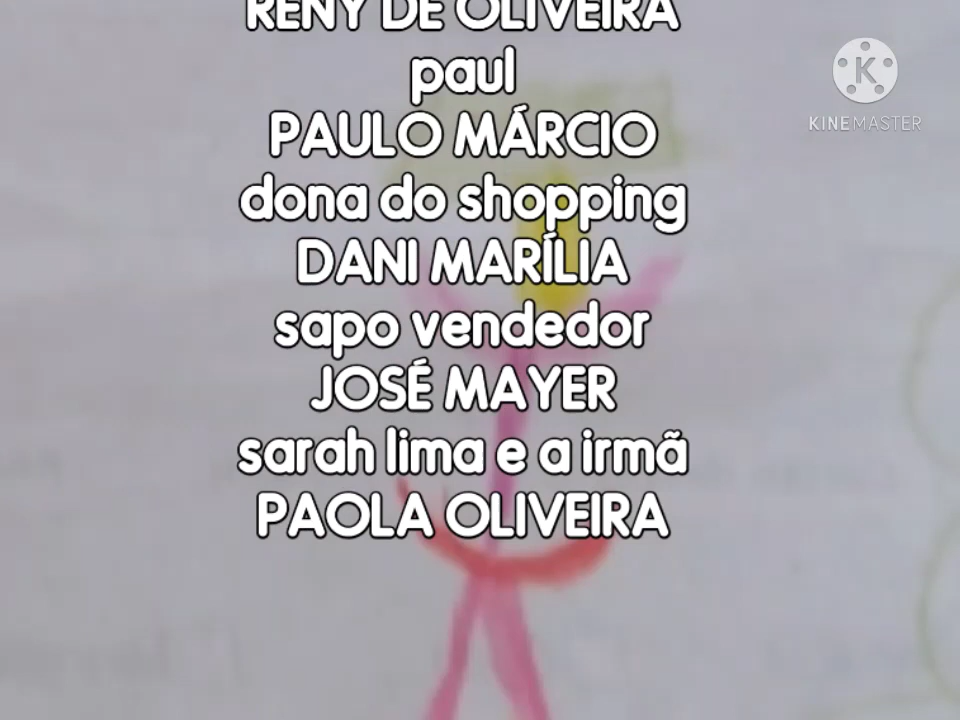 RENY DE OLIVEIRA
paul
PAULO MÁRCIO
dona do shopping
DANI MARÍLIA
sapo vendedor
JOSÉ MAYER
sarah lima e a irmã
PAOLA OLIVEIRA
K
KINEMASTER